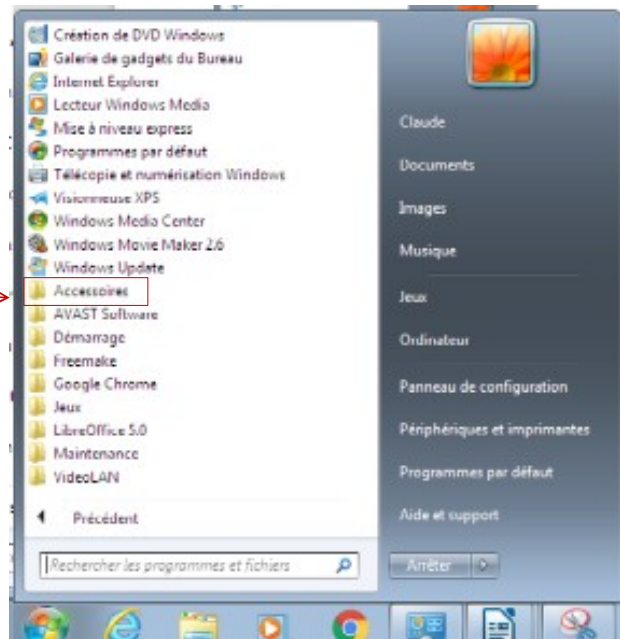 Création de DVD Windows
Galerie de gadgets du Bureau
Internet Explorer
Lecteur Windows Media
Mise à niveau express
Programmes par défaut
Télécopie et numérisation Windows
Visionneuse XPS
Windows Media Center
Windows Movie Maker 2.6
Windows Update
Accessoires
AVAST Software
Démarrage
Freemake
Google Chrome
Jeux
LibreOffice 5.0
Maintenance
VideoLAN
Précédent
Rechercher les programmes et fichiers
Claude
Documents
Images
Musique
Jeux
Ordinateur
Panneau de configuration
Périphériques et imprimantes
Programmes par défaut
Aide et support
Arrêter